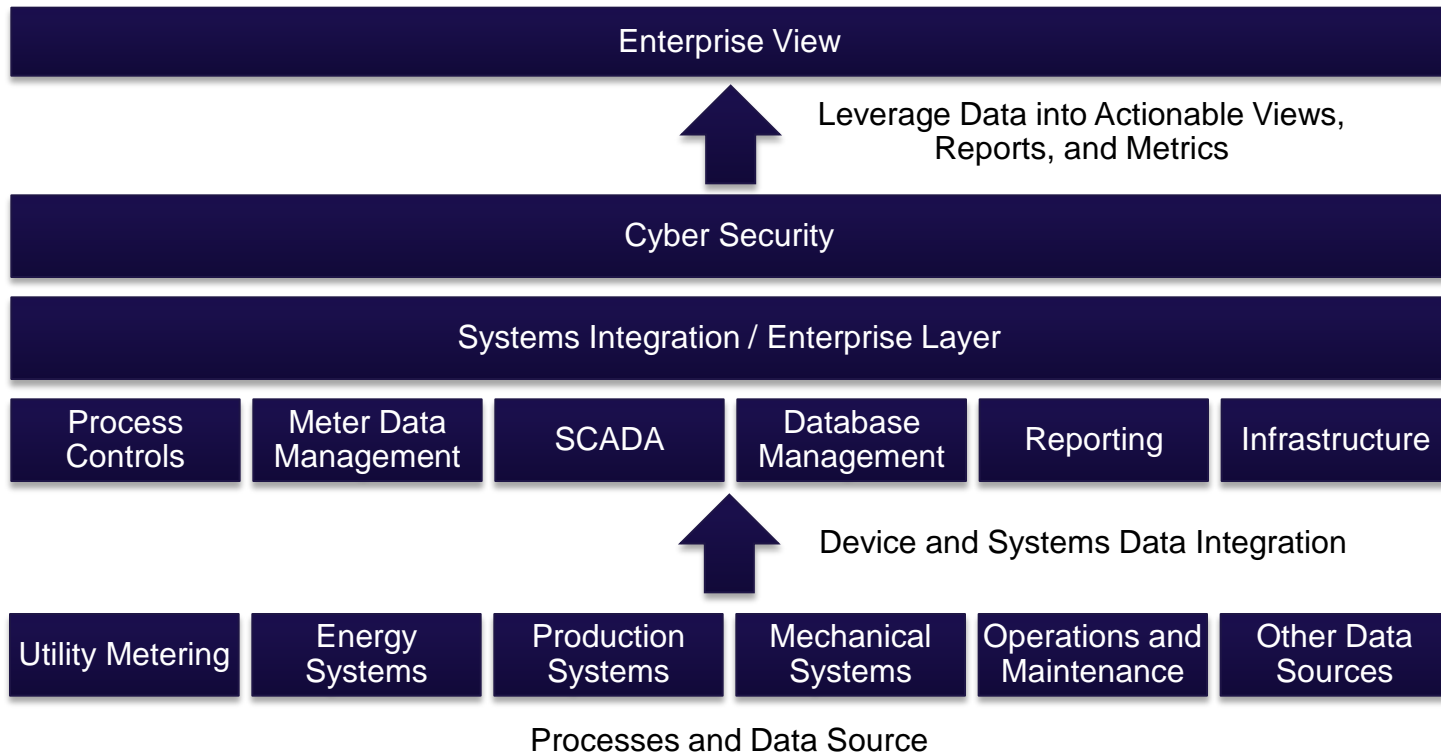 Enterprise View
Leverage Data into Actionable Views,
Reports, and Metrics
Cyber Security
Systems Integration / Enterprise Layer
Process
Controls
Meter Data
Management
SCADA
Database
Management
Reporting
Infrastructure
Device and Systems Data Integration
Utility Metering
Energy
Systems
Production
Systems
Mechanical
Systems
Operations and
Maintenance
Other Data
Sources
Processes and Data Source